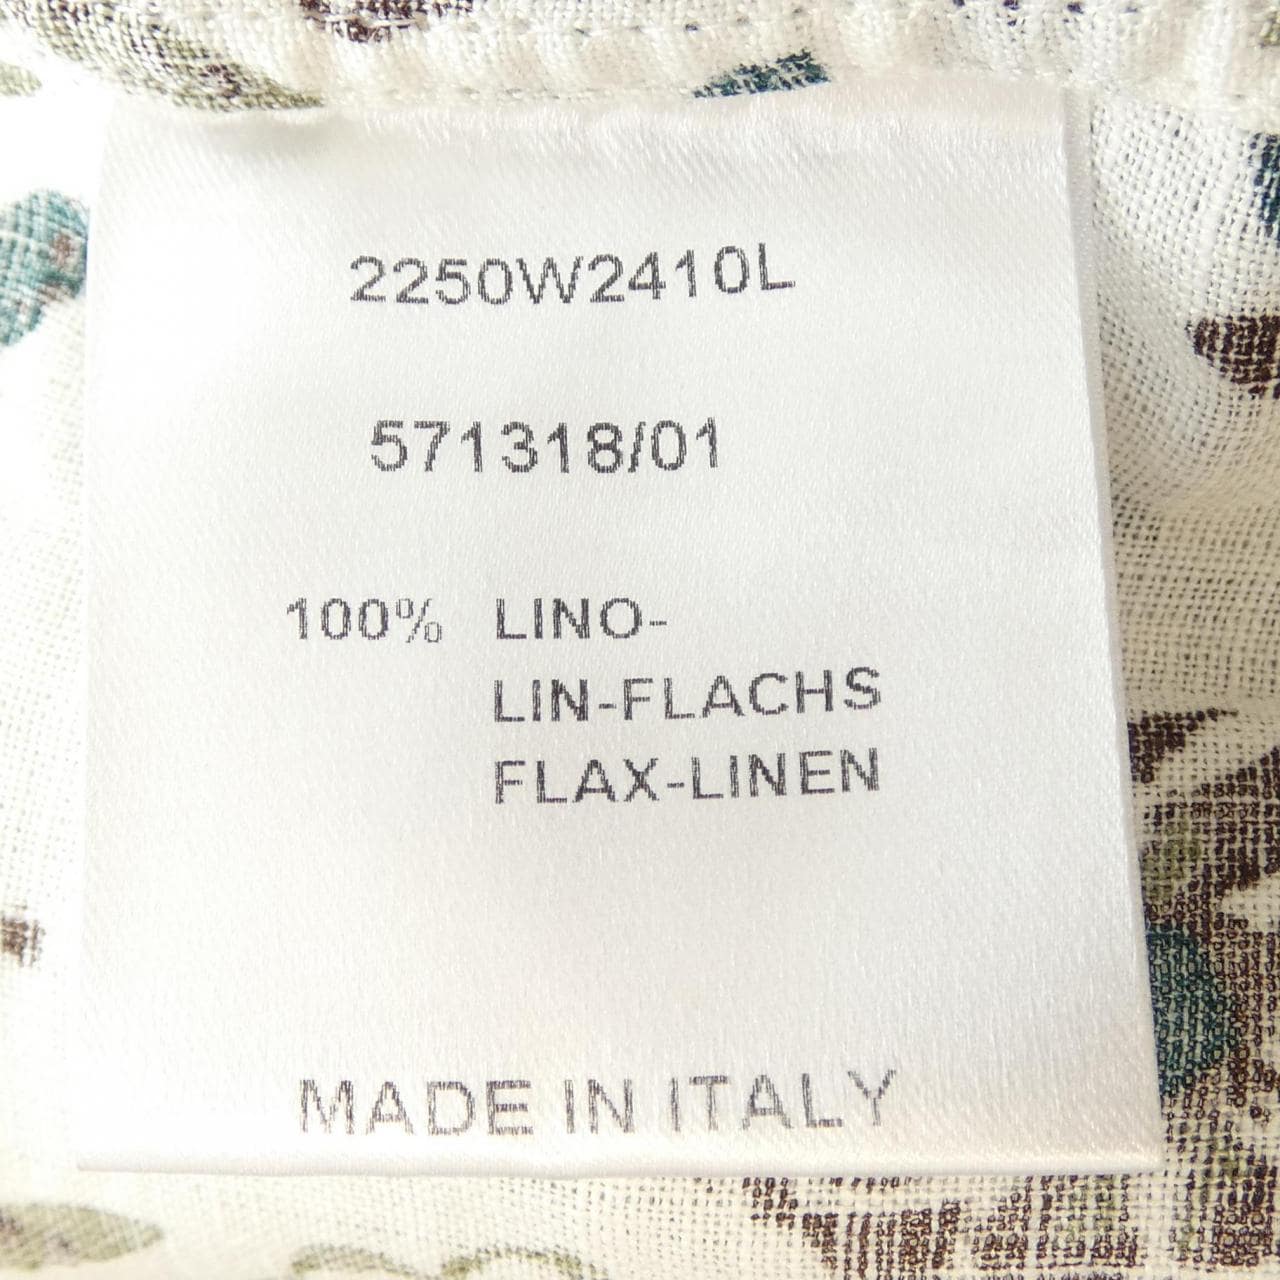 2250W2410L
571318/01
100% LINO-
LIN-FLACHS
FLAX-LINEN
MADE IN ITALY